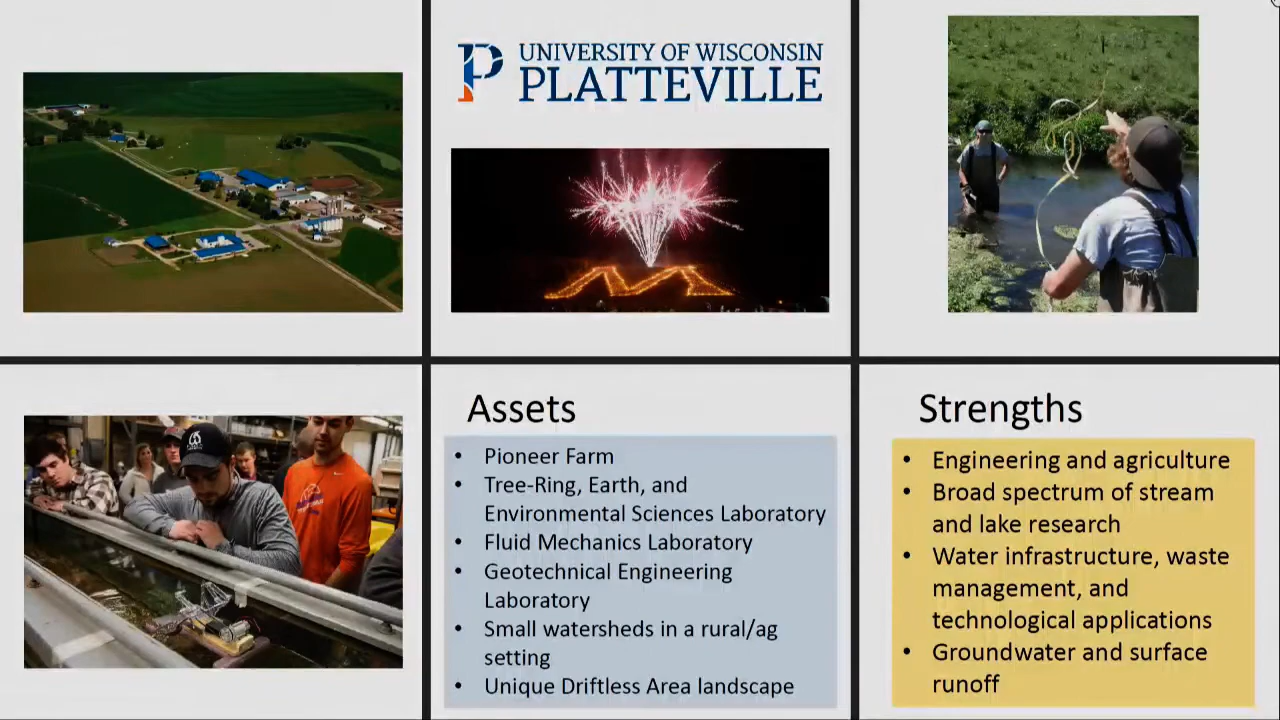 UNIVERSITY OF WISCONSIN
PLATTEVILLE
Assets
• Pioneer Farm
• Tree-Ring, Earth, and
Environmental Sciences Laboratory
• Fluid Mechanics Laboratory
• Geotechnical Engineering
Laboratory
• Small watersheds in a rural/ag
setting
• Unique Driftless Area landscape
Strengths
• Engineering and agriculture
• Broad spectrum of stream
and lake research
• Water infrastructure, waste
management, and
technological applications
• Groundwater and surface
runoff